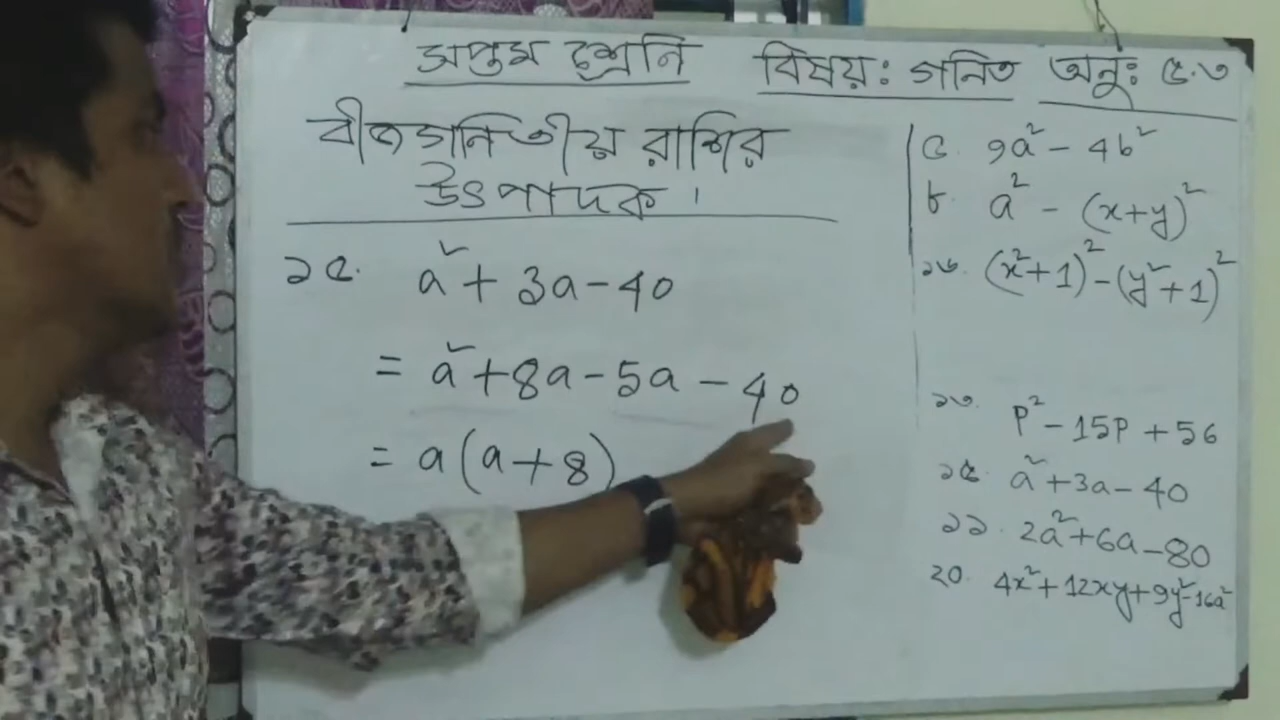 সপ্তম শ্রেনি বিষয়: গনিত অনু: ৫.৩
বীজগনিতীয় রাশির
উৎপাদক।
১৫. a² + 3a - 40
= a² + 8a - 5a - 40
= a(a + 8)
৫. 9a² - 4b²
৮. a² - (x+y)²
১৬. (x²+1)² - (y²+1)²
১৩. P² - 15P + 56
১৫. a² + 3a - 40
১১. 2a² + 6a - 80
20. 4x² + 12xy + 9y² - 16a²